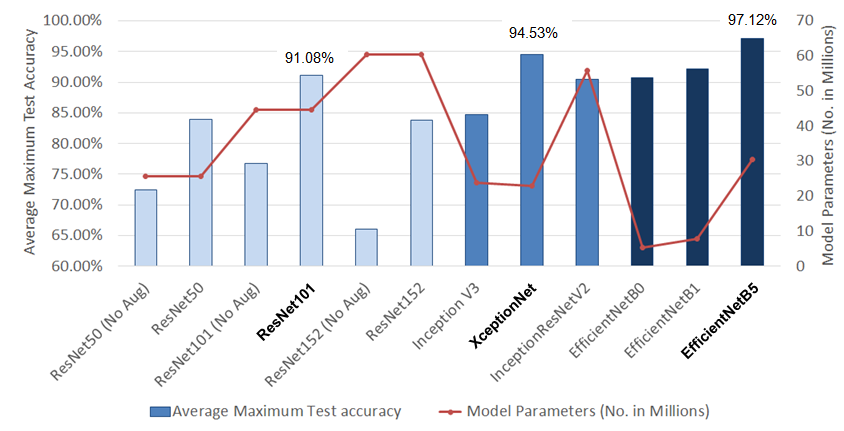 Average Maximum Test Accuracy
100.00%
95.00%
90.00%
85.00%
80.00%
75.00%
70.00%
65.00%
60.00%
91.08%
94.53%
97.12%
70
60
50
40
30
20
10
0
Model Parameters (No. in Millions)
ResNet50 (No Aug)
ResNet50
ResNet101 (No Aug)
ResNet101
ResNet152 (No Aug)
ResNet152
Inception V3
XceptionNet
InceptionResNetV2
EfficientNetB0
EfficientNetB1
EfficientNetB5
Average Maximum Test accuracy
Model Parameters (No. in Millions)